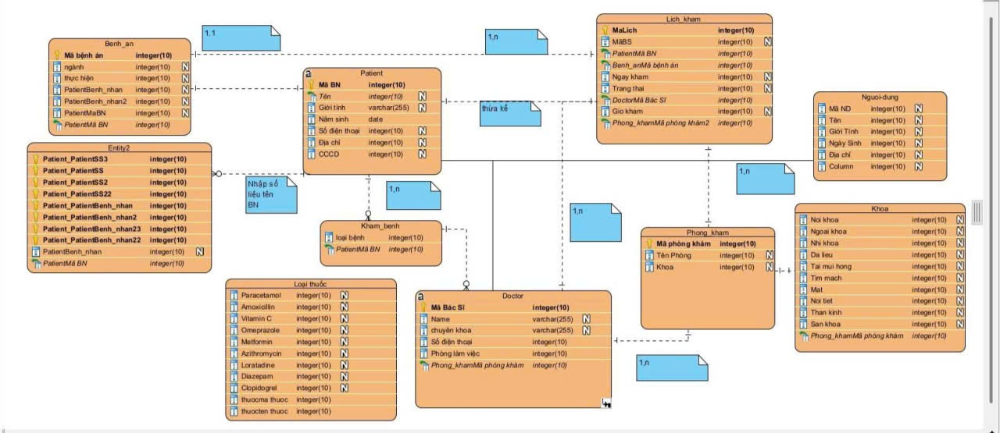 Benh_an
Mã bệnh án integer(10)
ngành integer(10) N
thực hiện integer(10) N
PatientBenh_nhan integer(10) N
PatientBenh_nhan2 integer(10) N
PatientMaBN integer(10) N
PatientMã BN integer(10)
1.1
1,n
Lich_kham
MaLich integer(10)
MãBS integer(10) N
PatientMã BN integer(10)
Benh_anMã bệnh án integer(10)
Ngay kham integer(10) N
Trang thai integer(10) N
DoctorMã Bác Sĩ integer(10)
Gio kham integer(10) N
Phong_khamMã phòng khám2 integer(10)
a
Patient
Mã BN integer(10)
Tên integer(10) N
Giới tính varchar(255) N
Năm sinh date
Số điện thoại integer(10) N
Địa chỉ integer(10) N
CCCD integer(10) N
thừa kế
Nguoi-dung
Mã ND integer(10) N
Tên integer(10) N
Giới Tính integer(10) N
Ngày Sinh integer(10) N
Địa chỉ integer(10) N
Column integer(10) N
Entity2
Patient_PatientSS3 integer(10)
Patient_PatientSS integer(10)
Patient_PatientSS2 integer(10)
Patient_PatientSS22 integer(10)
Patient_PatientBenh_nhan integer(10)
Patient_PatientBenh_nhan2 integer(10)
Patient_PatientBenh_nhan23 integer(10)
Patient_PatientBenh_nhan22 integer(10)
PatientBenh_nhan integer(10) N
PatientMã BN integer(10)
Nhập số
liệu tên
BN
1,n
1,n
1,n
Kham_benh
loại bệnh integer(10)
PatientMã BN integer(10)
Phong_kham
Mã phòng khám integer(10)
Tên Phòng integer(10) N
Khoa integer(10) N
Khoa
Noi khoa integer(10) N
Ngoai khoa integer(10) N
Nhi khoa integer(10) N
Da lieu integer(10) N
Tai mui hong integer(10) N
Tim mach integer(10) N
Mat integer(10) N
Noi tiet integer(10) N
Than kinh integer(10) N
San khoa integer(10) N
Phong_khamMã phòng khám integer(10)
Loại thuốc
Paracetamol integer(10) N
Amoxicillin integer(10) N
Vitamin C integer(10) N
Omeprazole integer(10) N
Metformin integer(10) N
Azithromycin integer(10) N
Loratadine integer(10) N
Diazepam integer(10) N
Clopidogrel integer(10) N
thuocma thuoc integer(10)
thuocten thuoc integer(10)
a
Doctor
Mã Bác Sĩ integer(10)
Name varchar(255) N
chuyên khoa varchar(255) N
Số điện thoại integer(10)
Phòng làm việc integer(10)
Phong_khamMã phòng khám integer(10)
1,n